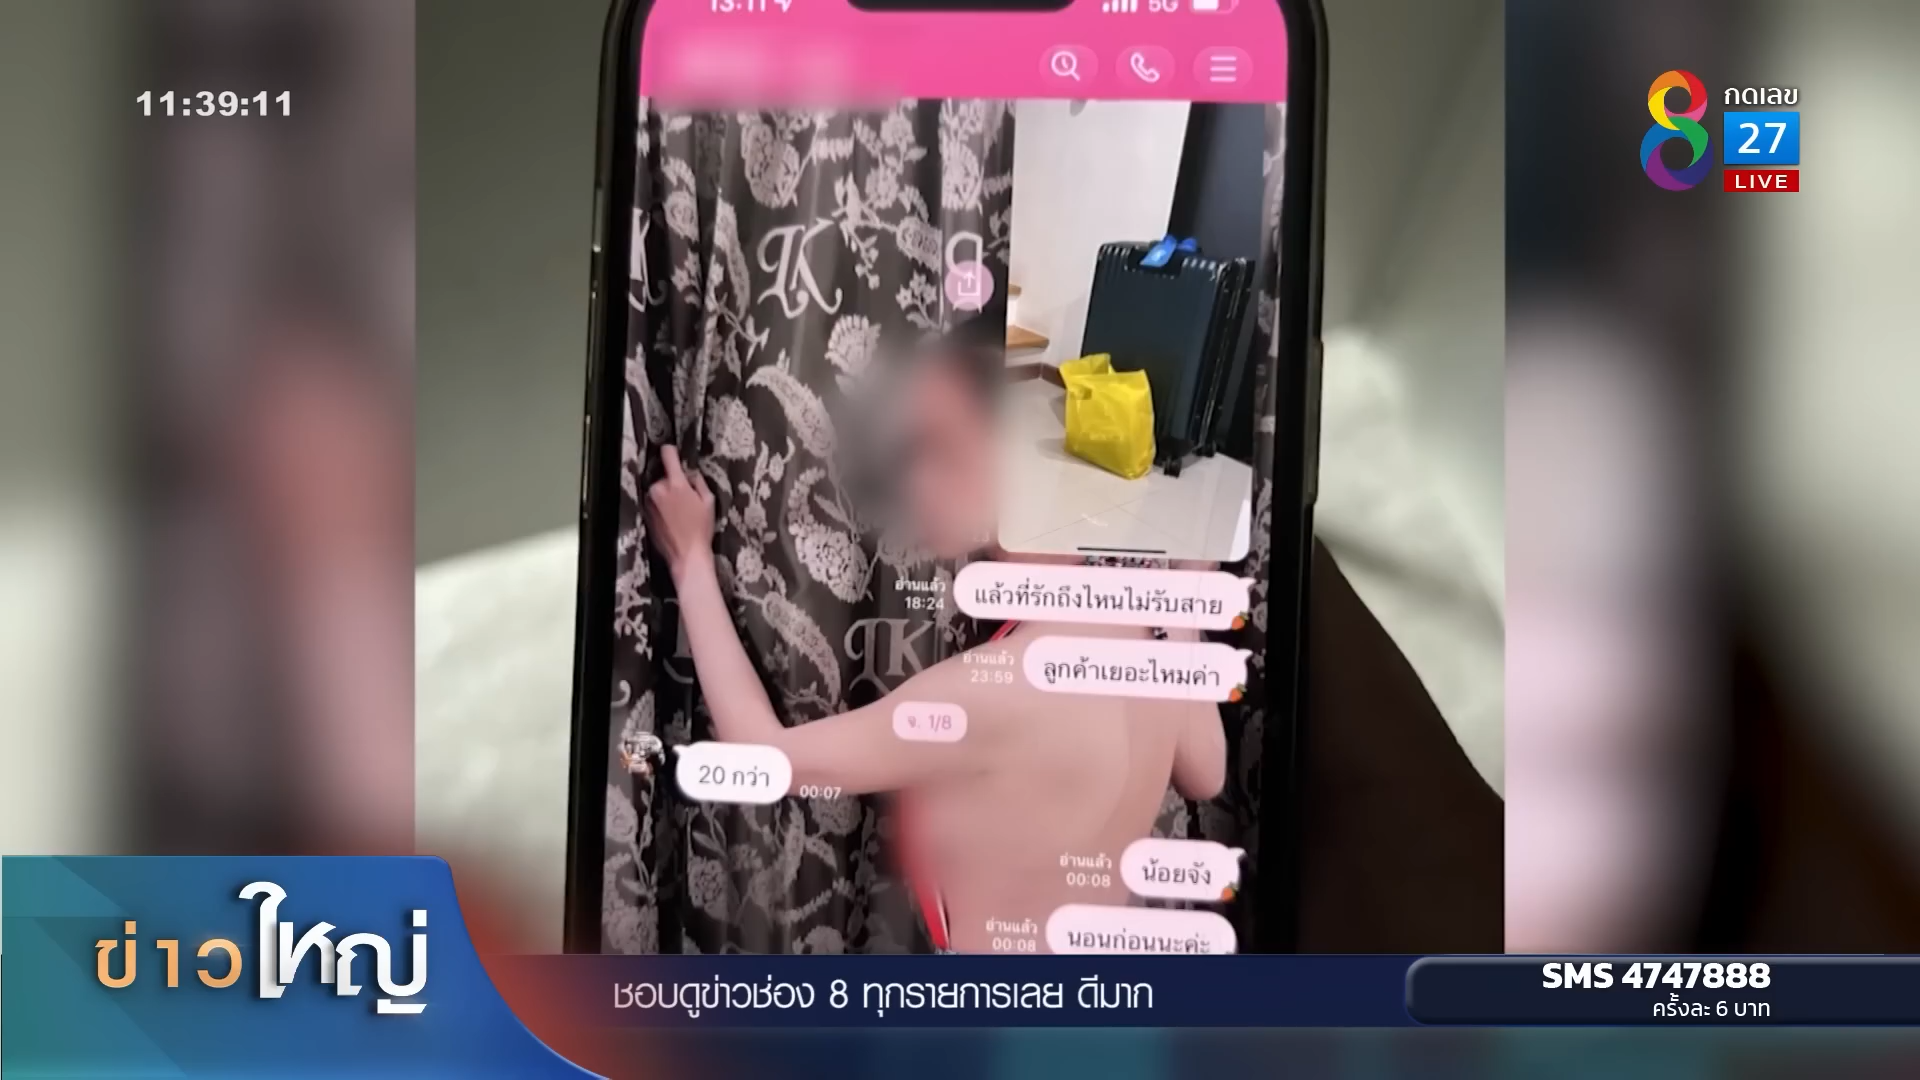 13:11
5G
11:39:11
กดเลข
27
LIVE
LK
อ่านแล้ว
18:24
แล้วที่รักถึงไหนไม่รับสาย
อ่านแล้ว
23:59
ลูกค้าเยอะไหมค่า
จ. 1/8
20 กว่า
00:07
อ่านแล้ว
00:08
น้อยจัง
อ่านแล้ว
00:08
นอนก่อนนะค่ะ
LK
ข่าวใหญ่
ชอบดูข่าวช่อง 8 ทุกรายการเลย ดีมาก
SMS 4747888
ครั้งละ 6 บาท